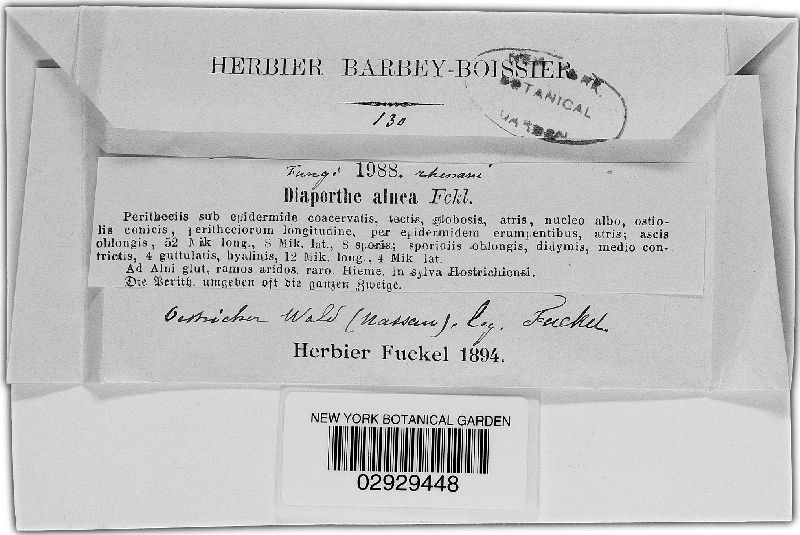 HERBIER BARBEY-BOISSIER
NEW YORK
BOTANICAL
GARDEN
130
Fungi 1988. rhenani
Diaporthe alnea Fckl.
Peritheciis sub epidermide coacervatis, tectis, globosis, atris, nucleo albo, ostio-
lis conicis, peritheciorum longitudine, per epidermidem erumpentibus, atris; ascis
oblongis, 52 Mik. long., 8 Mik. lat., 8 sporis; sporidiis oblongis, didymis, medio con-
strictis, 4 guttulatis, hyalinis, 12 Mik. long., 4 Mik. lat.
Ad Alni glut. ramos aridos. raro. Hieme. in sylva Hostrichiensi.
Die Perith. umgeben oft die ganzen Zweige.
Oestricher Wald (Nassau). leg. Fuckel.
Herbier Fuckel 1894.
NEW YORK BOTANICAL GARDEN
02929448